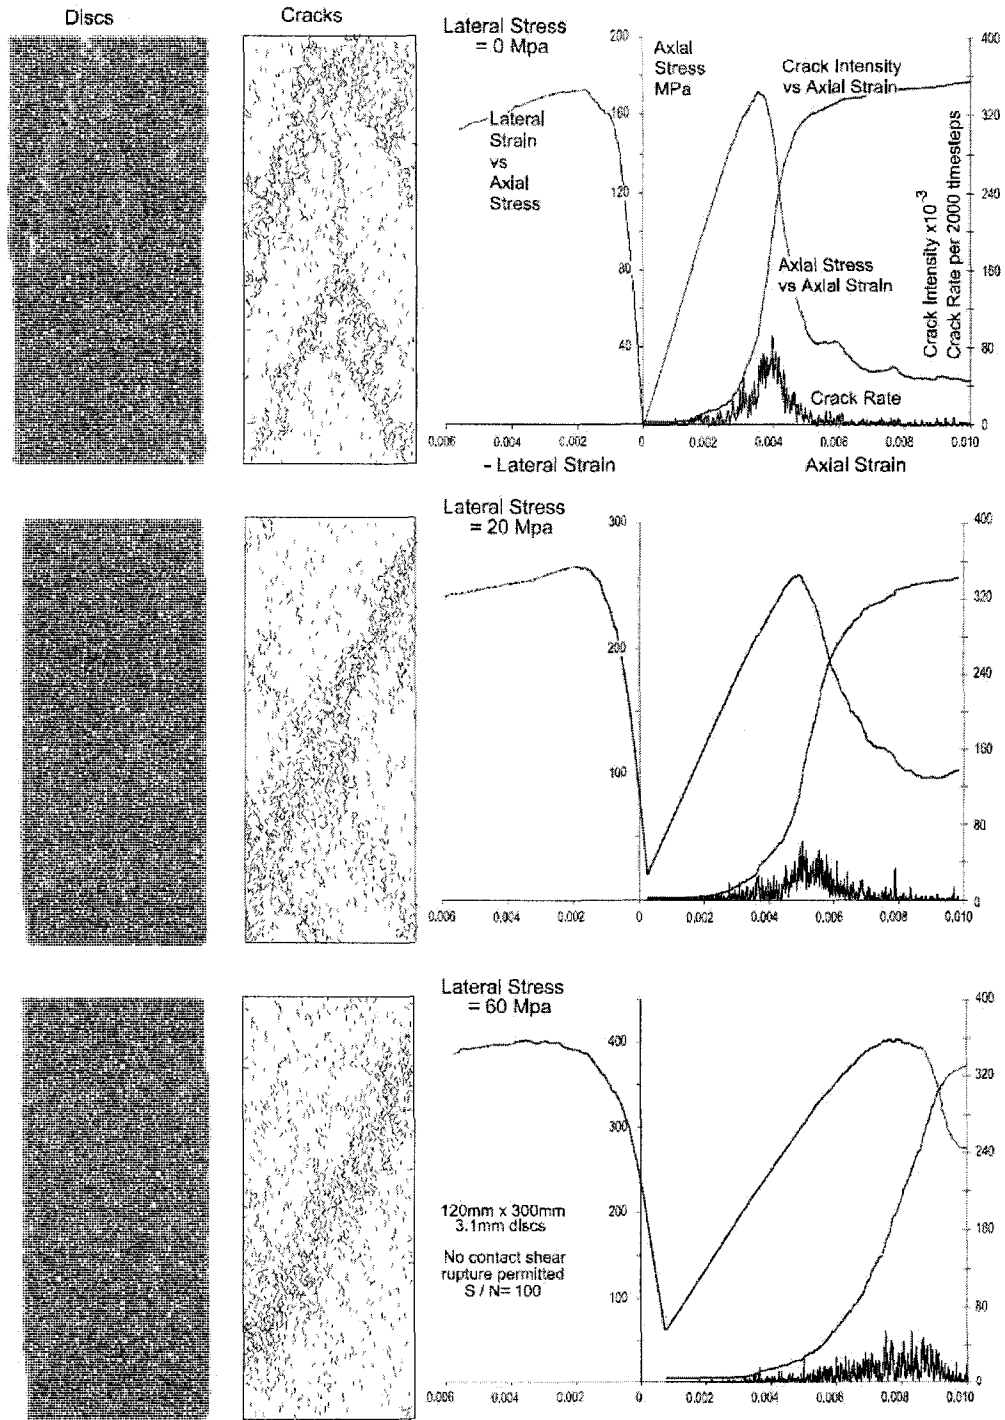 Discs
Cracks
Lateral Stress
= 0 Mpa
200
160
120
80
40
Axial
Stress
MPa
Crack Intensity
vs Axial Strain
400
320
240
160
80
0
Lateral
Strain
vs
Axial
Stress
Axial Stress
vs Axial Strain
Crack Intensity x10-3
Crack Rate per 2000 timesteps
Crack Rate
0.006
0.004
0.002
0
0.002
0.004
0.006
0.008
0.010
- Lateral Strain
Axial Strain
Lateral Stress
= 20 Mpa
300
200
100
400
320
240
160
80
0
0.006
0.004
0.002
0
0.002
0.004
0.006
0.008
0.010
Lateral Stress
= 60 Mpa
400
300
200
100
400
320
240
160
80
0
120mm x 300mm
3.1mm discs
No contact shear
rupture permitted
S / N= 100
0.006
0.004
0.002
0
0.002
0.004
0.006
0.008
0.010